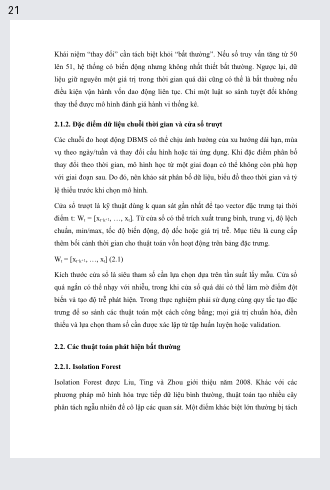 21
Khái niệm “thay đổi” cần tách biệt khỏi “bất thường”. Nếu số truy vấn tăng từ 50
lên 51, hệ thống có biến động nhưng không nhất thiết bất thường. Ngược lại, dữ
liệu giữ nguyên một giá trị trong thời gian quá dài cũng có thể là bất thường nếu
điều kiện vận hành vốn dao động liên tục. Chỉ một luật so sánh tuyệt đối không
thay thế được mô hình đánh giá hành vi thống kê.
2.1.2. Đặc điểm dữ liệu chuỗi thời gian và cửa sổ trượt
Các chuỗi đo hoạt động DBMS có thể chịu ảnh hưởng của xu hướng dài hạn, mùa
vụ theo ngày/tuần và thay đổi cấu hình hoặc tải ứng dụng. Khi đặc điểm phân bố
thay đổi theo thời gian, mô hình học từ một giai đoạn có thể không còn phù hợp
với giai đoạn sau. Do đó, nên khảo sát phân bố dữ liệu, biểu đồ theo thời gian và tỷ
lệ thiếu trước khi chọn mô hình.
Cửa sổ trượt là kỹ thuật dùng k quan sát gần nhất để tạo vector đặc trưng tại thời
điểm t: Wₜ = [xₜ₋ₖ₊₁, …, xₜ]. Từ cửa sổ có thể trích xuất trung bình, trung vị, độ lệch
chuẩn, min/max, tốc độ biến động, độ dốc hoặc giá trị trễ. Mục tiêu là cung cấp
thêm bối cảnh thời gian cho thuật toán vốn hoạt động trên bảng đặc trưng.
Wₜ = [xₜ₋ₖ₊₁, …, xₜ] (2.1)
Kích thước cửa sổ là siêu tham số cần lựa chọn dựa trên tần suất lấy mẫu. Cửa sổ
quá ngắn có thể nhạy với nhiễu, trong khi cửa sổ quá dài có thể làm mờ điểm đột
biến và tạo độ trễ phát hiện. Trong thực nghiệm phải sử dụng cùng quy tắc tạo đặc
trưng để so sánh các thuật toán một cách công bằng; mọi giá trị chuẩn hóa, điền
thiếu và lựa chọn tham số cần được xác lập từ tập huấn luyện hoặc validation.
2.2. Các thuật toán phát hiện bất thường
2.2.1. Isolation Forest
Isolation Forest được Liu, Ting và Zhou giới thiệu năm 2008. Khác với các
phương pháp mô hình hóa trực tiếp dữ liệu bình thường, thuật toán tạo nhiều cây
phân tách ngẫu nhiên để cô lập các quan sát. Một điểm khác biệt lớn thường bị tách